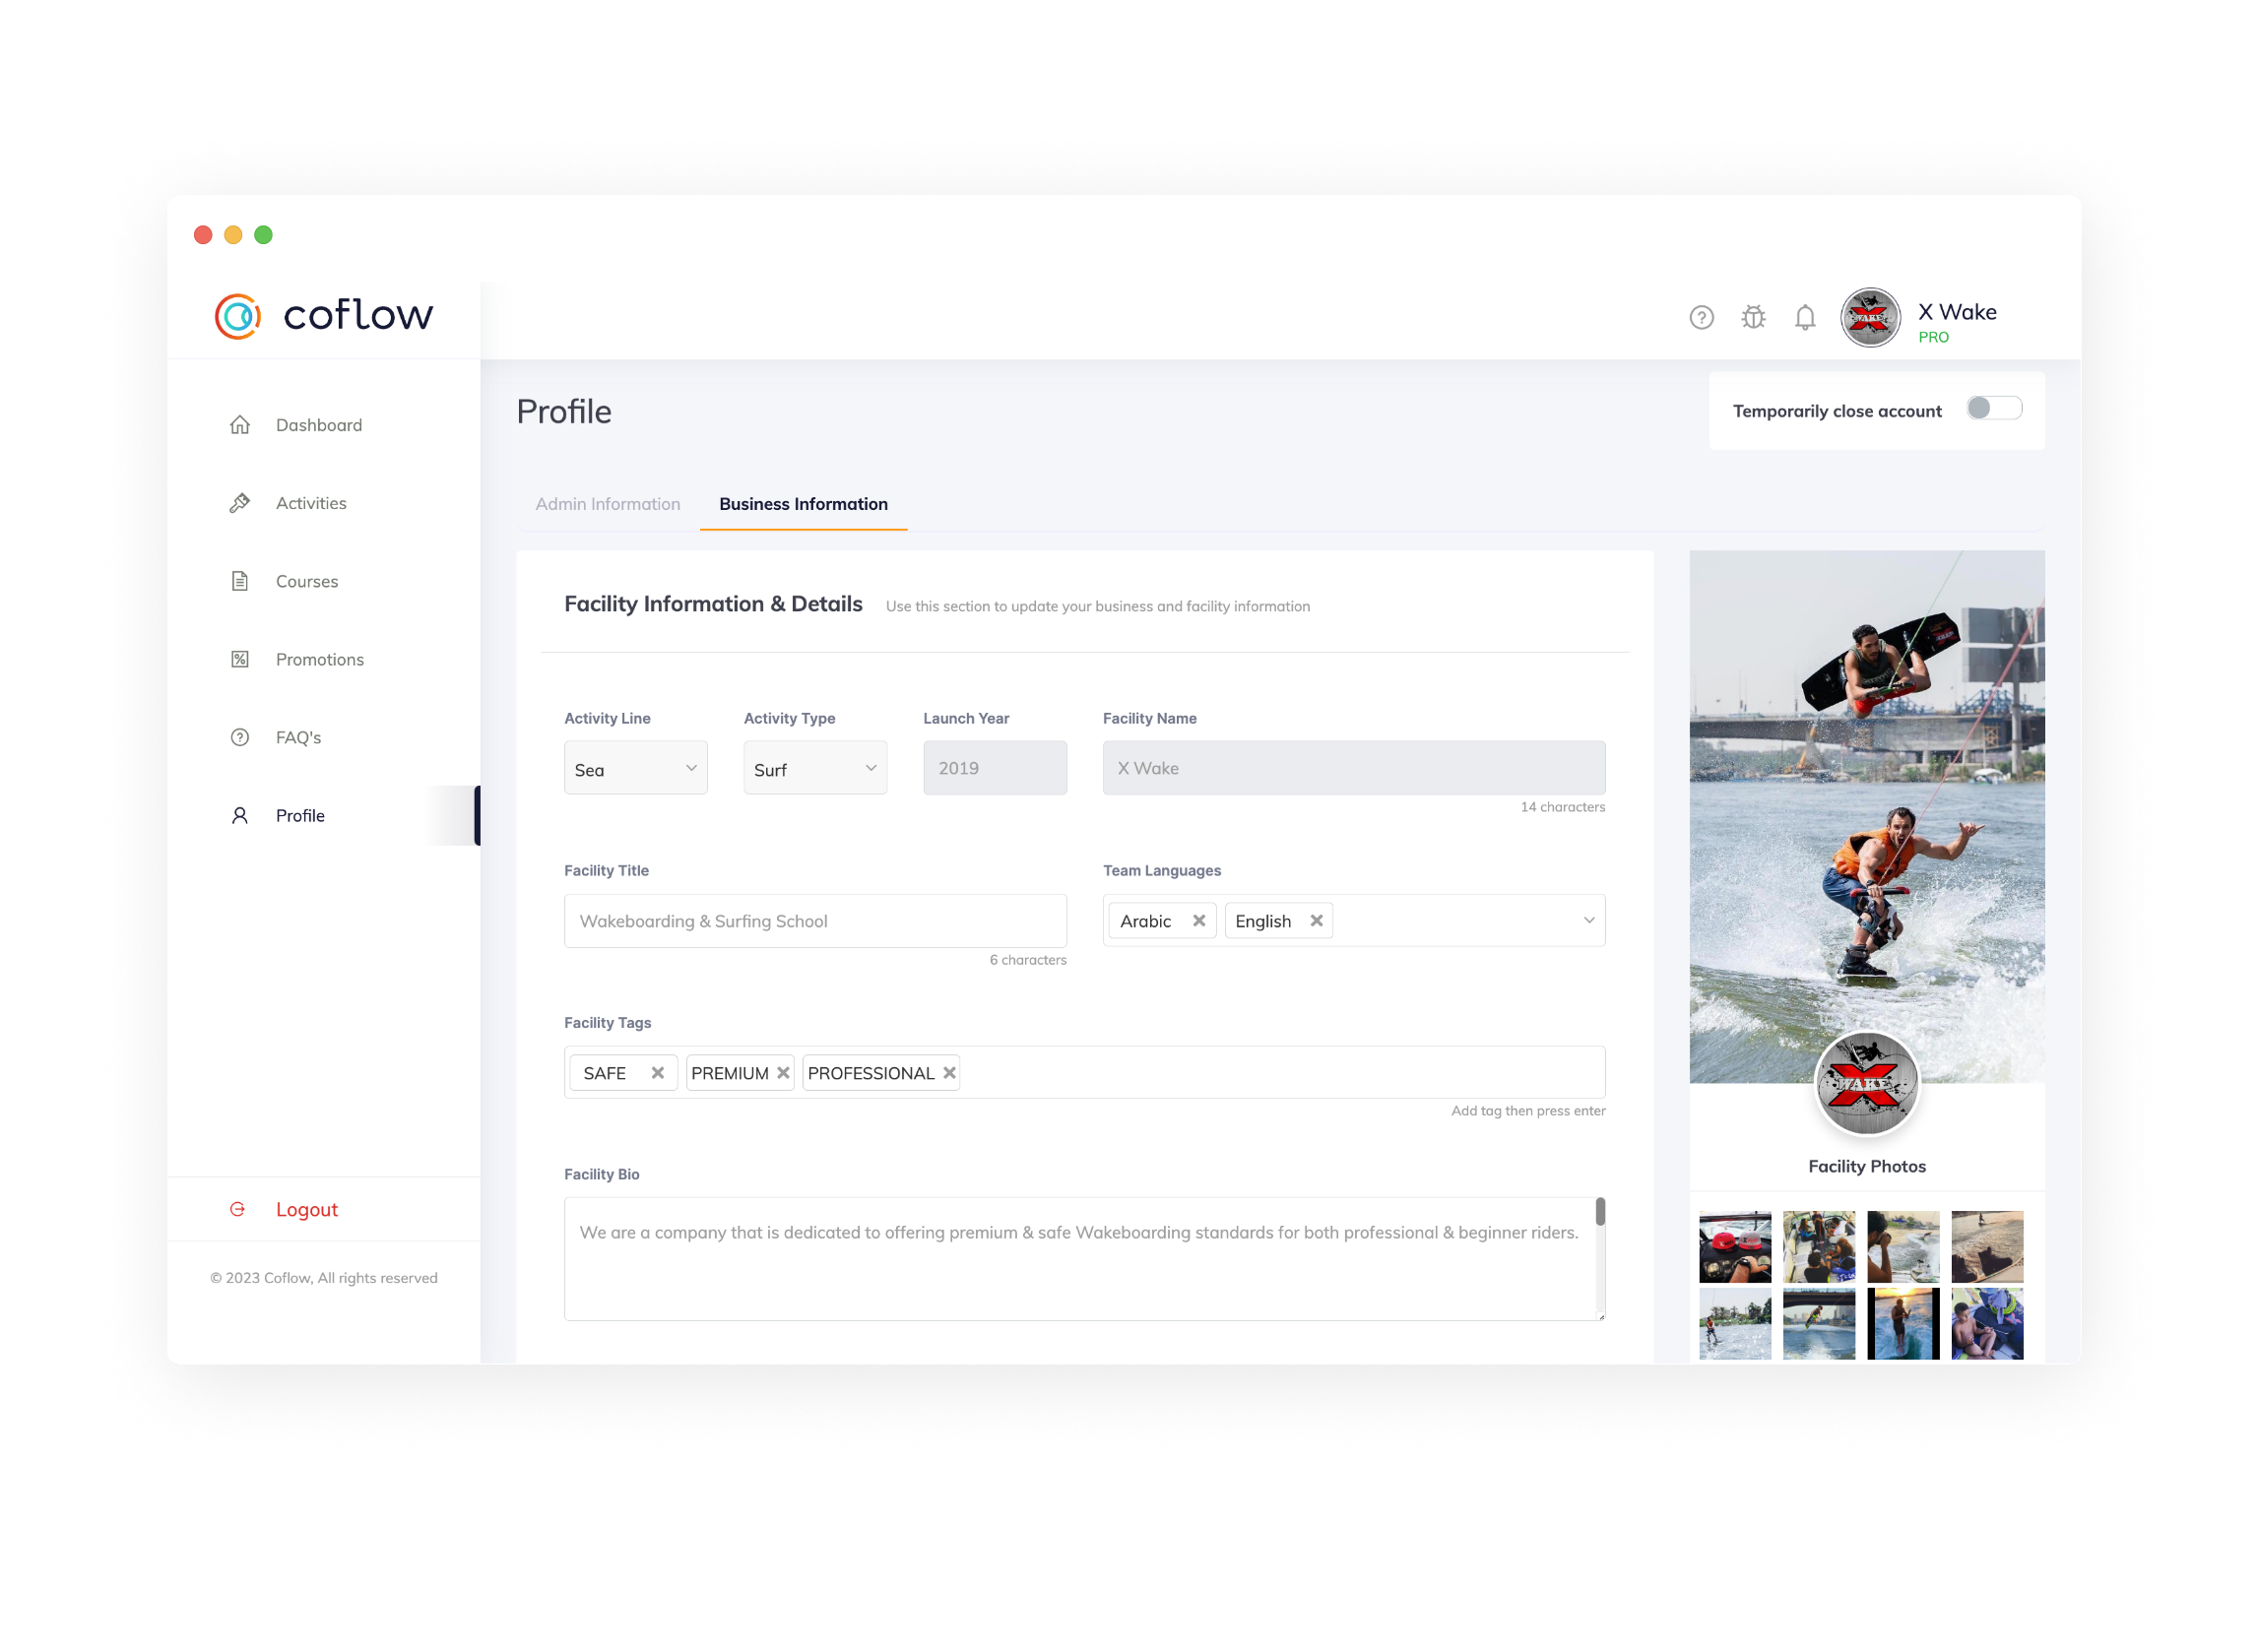 coflow
X Wake
PRO
Dashboard
Activities
Courses
Promotions
FAQ's
Profile
Logout
© 2023 Coflow, All rights reserved
Profile
Temporarily close account
Admin Information
Business Information
Facility Information & Details
Use this section to update your business and facility information
Activity Line
Activity Type
Launch Year
Facility Name
Sea
Surf
2019
X Wake
14 characters
Facility Title
Team Languages
Wakeboarding & Surfing School
Arabic
English
6 characters
Facility Tags
SAFE
PREMIUM
PROFESSIONAL
Add tag then press enter
Facility Bio
We are a company that is dedicated to offering premium & safe Wakeboarding standards for both professional & beginner riders.
X WAKE
Facility Photos